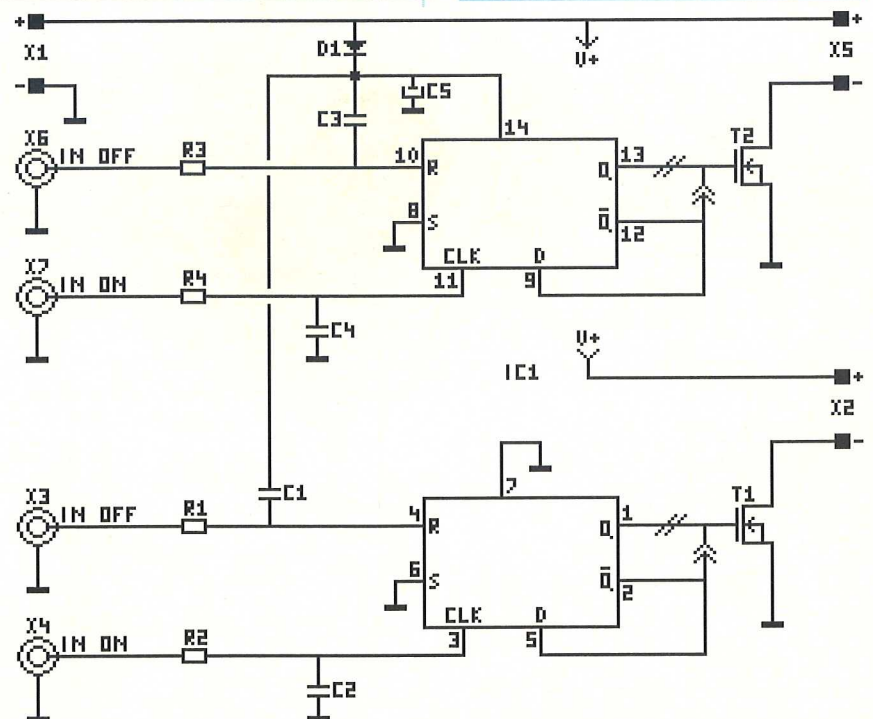 + +
X1 D1 V+ X5
- C5 -
C3
14
X6 T2
IN OFF R3 10 13
R Q
8 S Q̅
12
X7 CLK D
IN ON R4 11 9
C4
V+
IC1 +
X2
-
7
X3 C1 T1
IN OFF R1 4 1
R Q
6 S Q̅
2
X4 CLK D
IN ON R2 3 5
C2